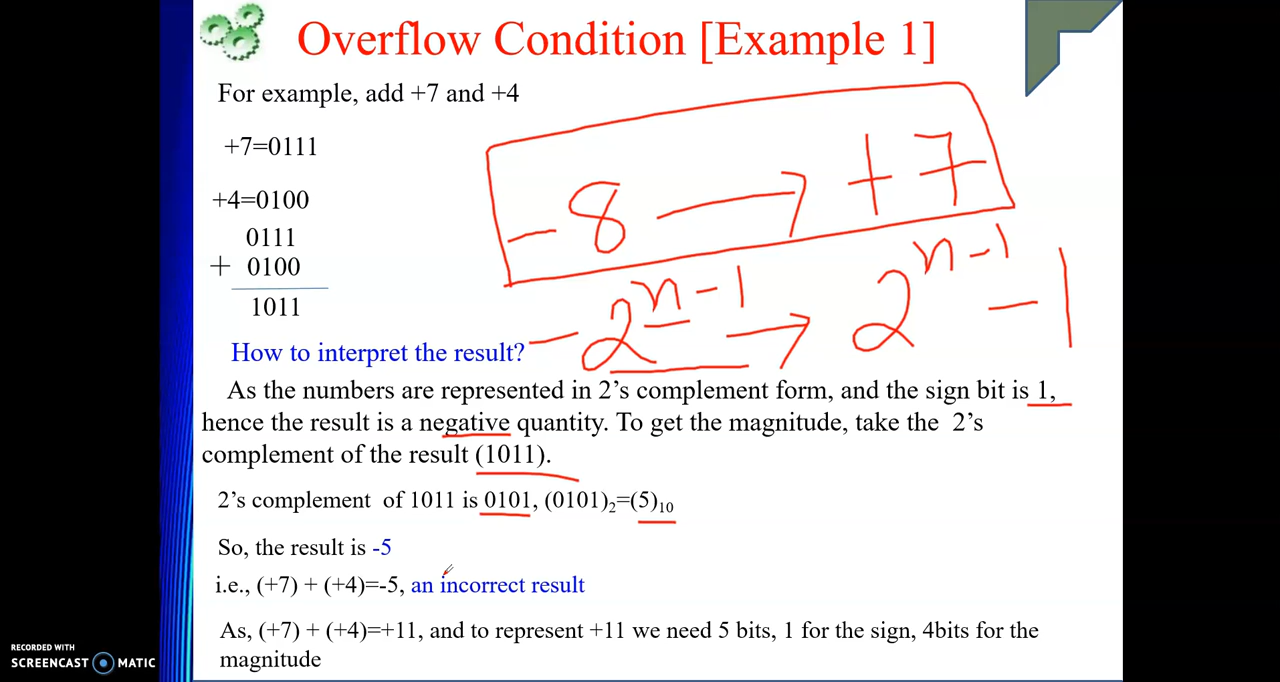 Overflow Condition [Example 1]
For example, add +7 and +4
+7=0111
+4=0100
0111
+ 0100
1011
-8 → +7
-2ⁿ⁻¹ → 2ⁿ⁻¹ - 1
How to interpret the result?
As the numbers are represented in 2’s complement form, and the sign bit is 1,
hence the result is a negative quantity. To get the magnitude, take the 2’s
complement of the result (1011).
2’s complement of 1011 is 0101, (0101)₂=(5)₁₀
So, the result is -5
i.e., (+7) + (+4)=-5, an incorrect result
As, (+7) + (+4)=+11, and to represent +11 we need 5 bits, 1 for the sign, 4bits for the
magnitude
RECORDED WITH
SCREENCAST MATIC